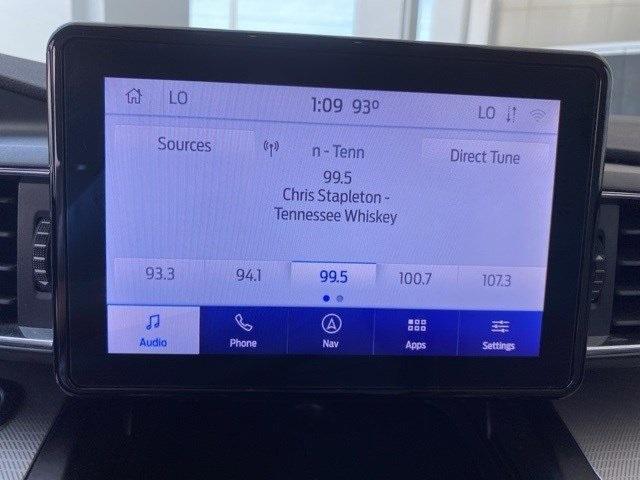 LO 1:09 93° LO
Sources n - Tenn Direct Tune
99.5
Chris Stapleton -
Tennessee Whiskey
93.3 94.1 99.5 100.7 107.3
Audio Phone Nav Apps Settings